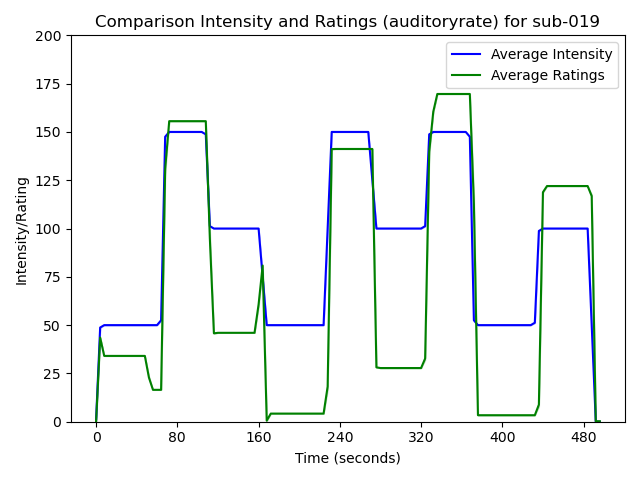 Comparison Intensity and Ratings (auditoryrate) for sub-019
Average Intensity
Average Ratings
Intensity/Rating
200
175
150
125
100
75
50
25
0
0 80 160 240 320 400 480
Time (seconds)